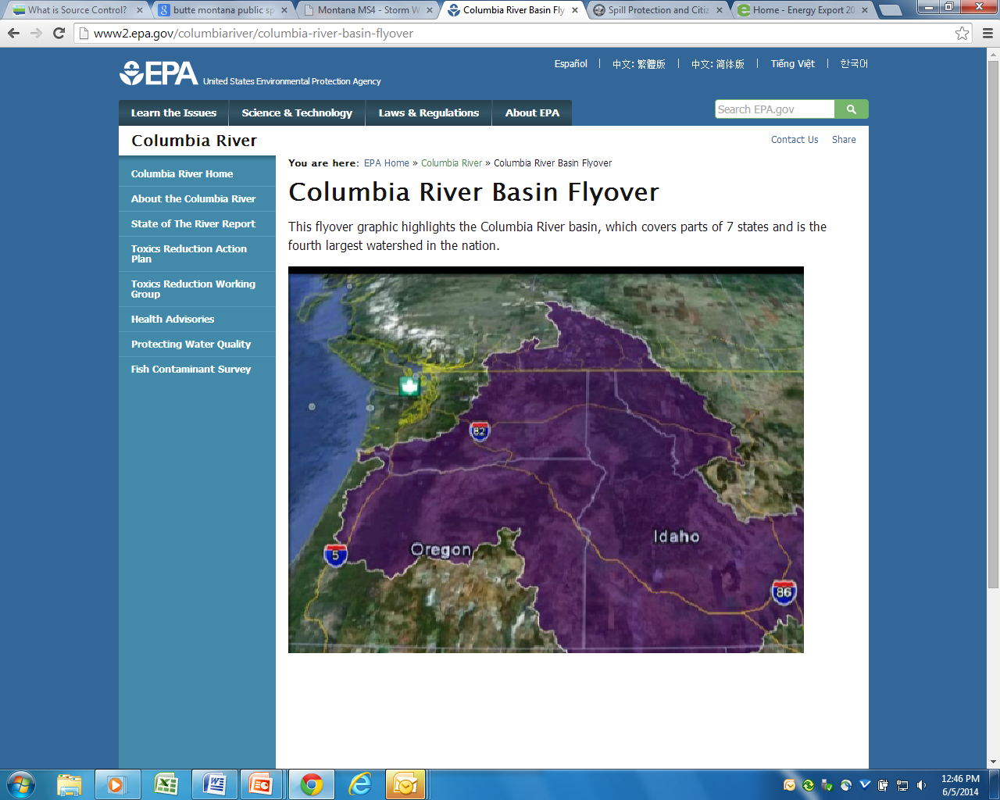 What is Source Control?
butte montana public sp
Montana MS4 - Storm W
Columbia River Basin Fly
Spill Protection and Citiz
Home - Energy Export 20
www2.epa.gov/columbiariver/columbia-river-basin-flyover
EPA United States Environmental Protection Agency
Español | 中文: 繁體版 | 中文: 简体版 | Tiếng Việt | 한국어
Learn the Issues
Science & Technology
Laws & Regulations
About EPA
Search EPA.gov
Columbia River
Contact Us Share
Columbia River Home
About the Columbia River
State of The River Report
Toxics Reduction Action
Plan
Toxics Reduction Working
Group
Health Advisories
Protecting Water Quality
Fish Contaminant Survey
You are here: EPA Home » Columbia River » Columbia River Basin Flyover
Columbia River Basin Flyover
This flyover graphic highlights the Columbia River basin, which covers parts of 7 states and is the
fourth largest watershed in the nation.
82
Idaho
Oregon
5
86
12:46 PM
6/5/2014